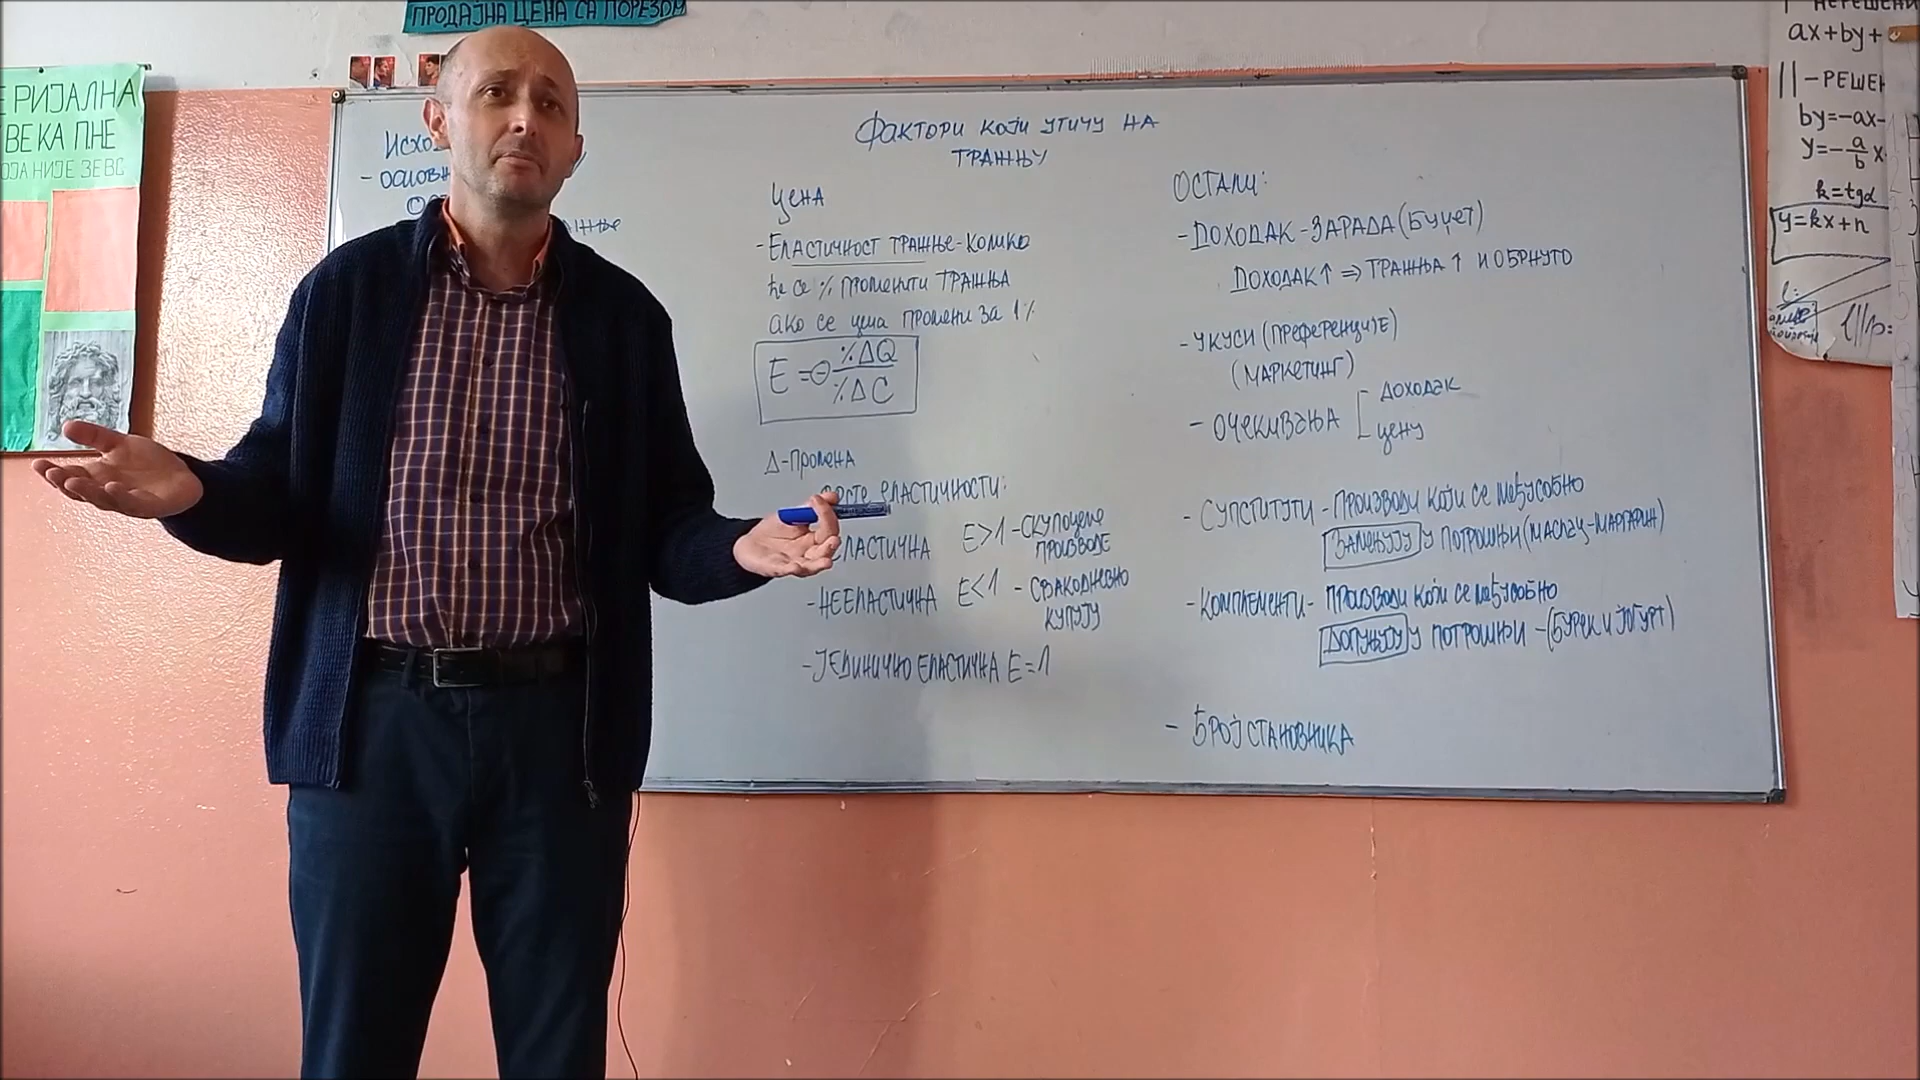 ПРОДАЈНА ЦЕНА СА ПОРЕЗОМ
РИЈАЛНА
ВЕКА ПНЕ
ОЈА НИЈЕ ЗЕВС
- ОСНОВН
Фактори који утичу на
тражњу
Цена
- Еластичност тражње - колико
ће се % променити тражња
ако се цена промени за 1%
E = ⊖ %ΔQ / %ΔC
Δ - промена
еластичности:
ЕЛАСТИЧНА E>1 - скупоцене
производе
- НЕЕЛАСТИЧНА E<1 - свакодневно
купују
- ЈЕДИНИЧНО ЕЛАСТИЧНА E=1
ОСТАЛИ:
- ДОХОДАК - ЗАРАДА (БУЏЕТ)
ДОХОДАК ↑ ⇒ ТРАЖЊА ↑ И ОБРНУТО
- УКУСИ (ПРЕФЕРЕНЦИЈЕ)
(МАРКЕТИНГ)
- ОЧЕКИВАЊА
ДОХОДАК
ЦЕНУ
- СУПСТИТУТИ - ПРОИЗВОДИ КОЈИ СЕ МЕЂУСОБНО
ЗАМЕЊУЈУ У ПОТРОШЊИ (МАСЛАЦ - МАРГАРИН)
- КОМПЛЕМЕНТИ - ПРОИЗВОДИ КОЈИ СЕ МЕЂУСОБНО
ДОПУЊУЈУ У ПОТРОШЊИ - (БУРЕК И ЈОГУРТ)
- БРОЈ СТАНОВНИКА
ax+by+
|| - РЕШЕ
by=-ax-
y=-a/b x
k=tgα
y=kx+n